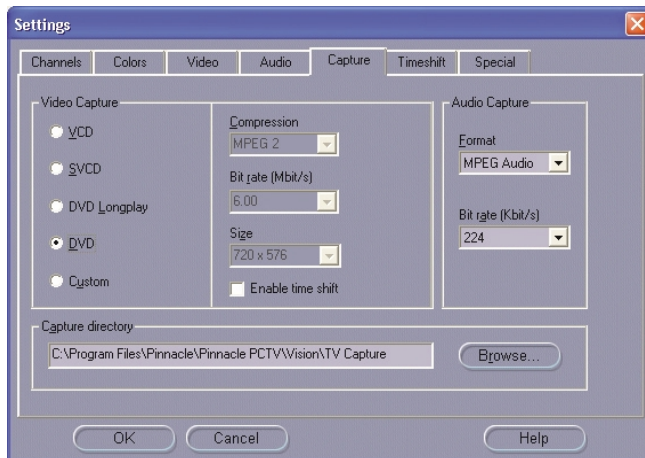 Settings
Channels Colors Video Audio Capture Timeshift Special
Video Capture
VCD
SVCD
DVD Longplay
DVD
Custom
Compression
MPEG 2
Bit rate (Mbit/s)
6.00
Size
720 x 576
Enable time shift
Audio Capture
Format
MPEG Audio
Bit rate (Kbit/s)
224
Capture directory
C:\Program Files\Pinnacle\Pinnacle PCTV\Vision\TV Capture
Browse...
OK Cancel Help